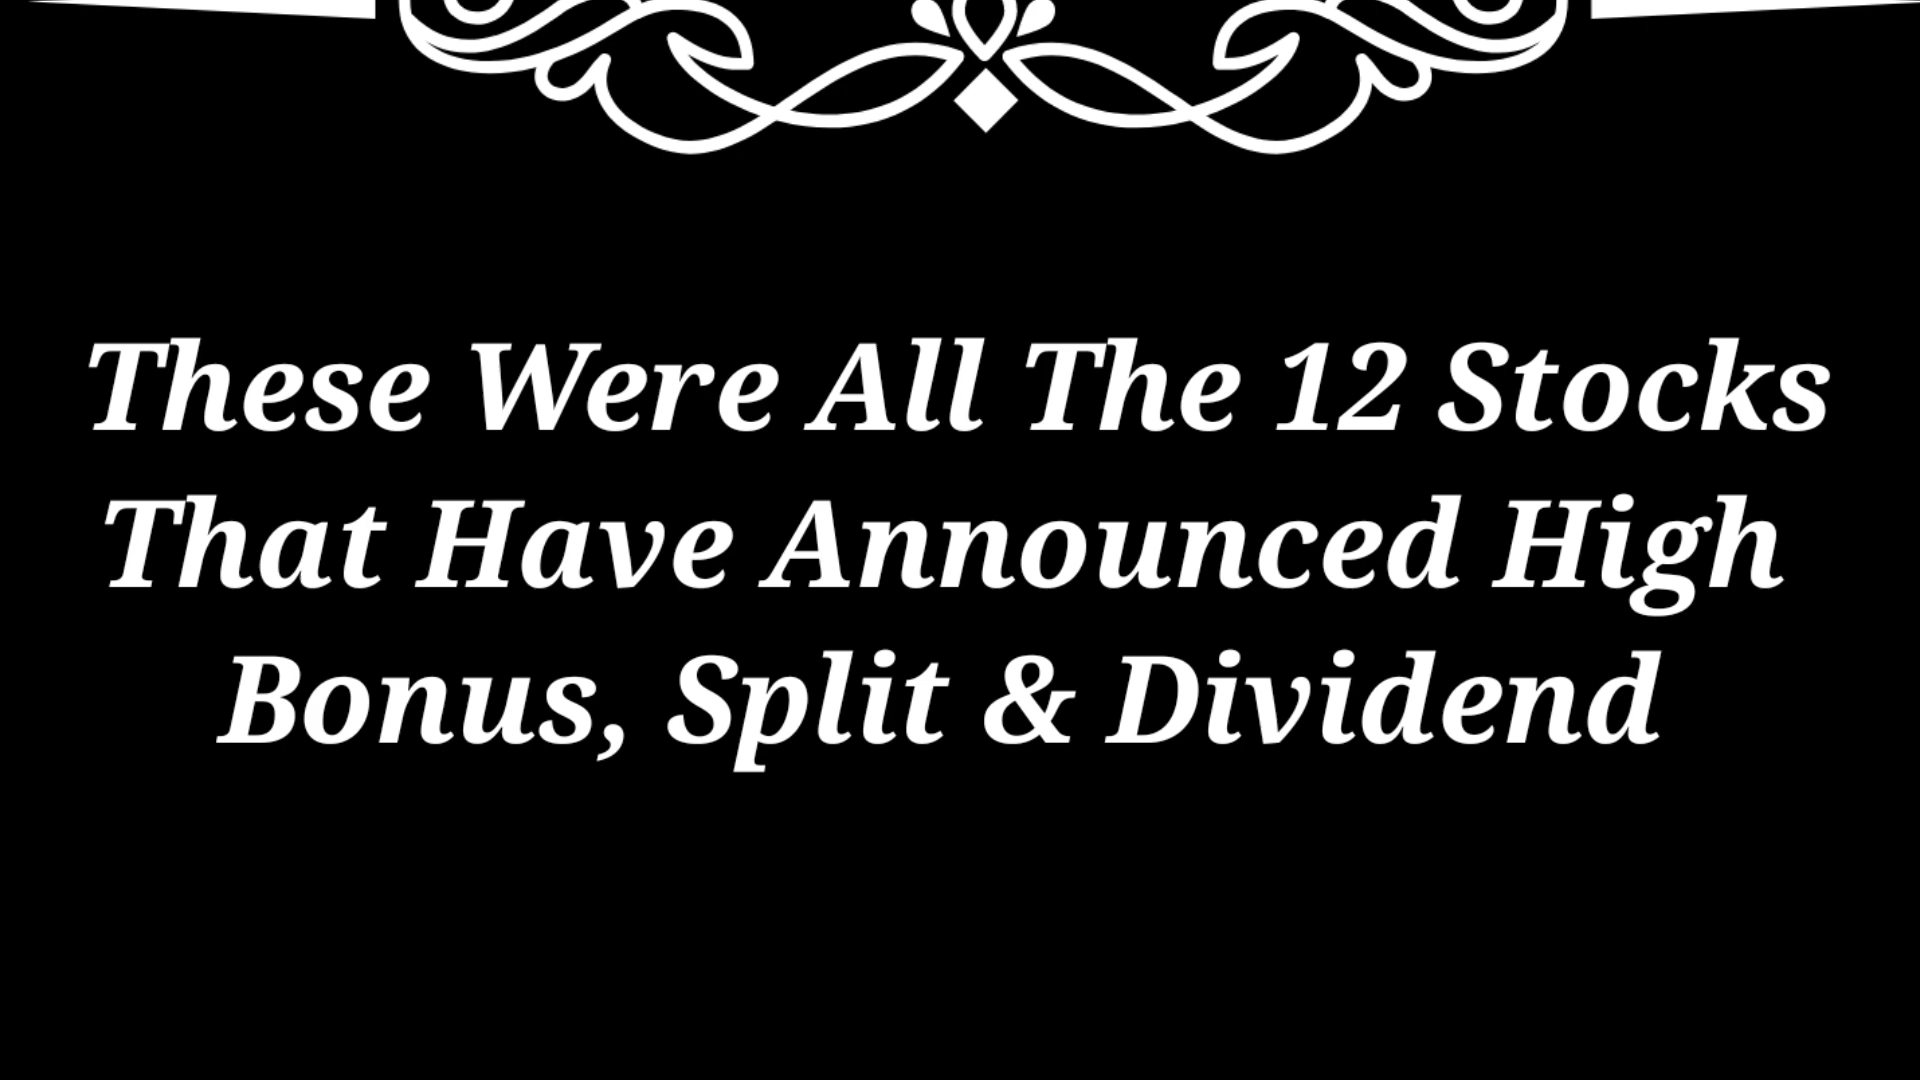 These Were All The 12 Stocks
That Have Announced High
Bonus, Split & Dividend